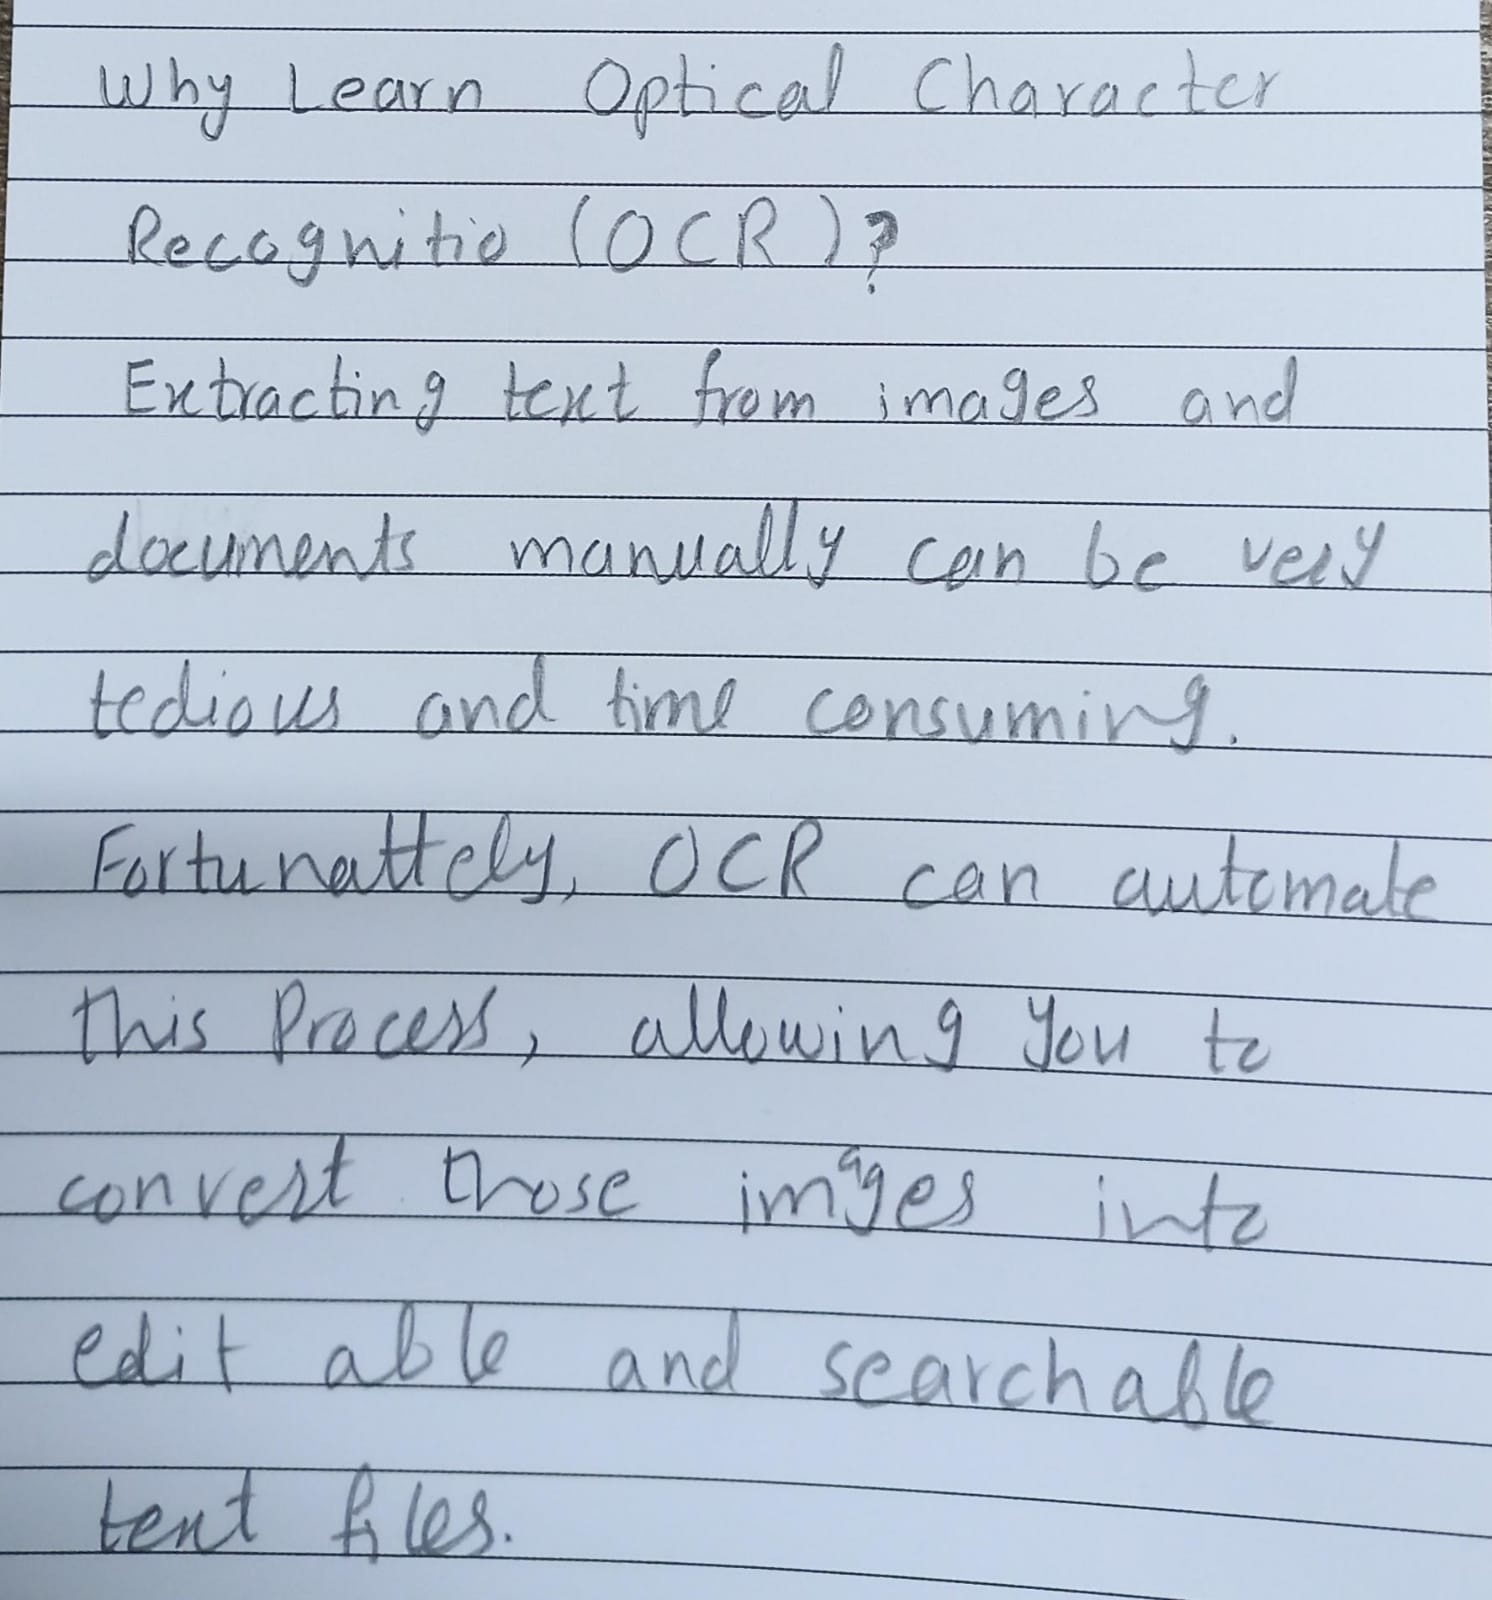 Why Learn Optical Character
Recognitio (OCR)?
Extracting text from images and
documents manually can be very
tedious and time consuming.
Fortunattely, OCR can automate
this Process, allowing you to
convert those images into
edit able and searchable
text files.